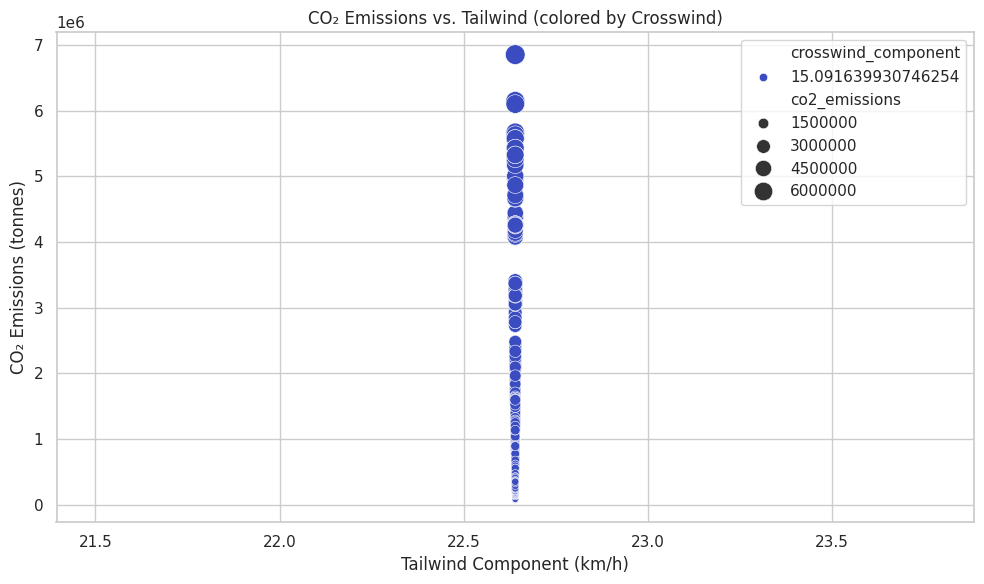 CO₂ Emissions vs. Tailwind (colored by Crosswind)
1e6
7
6
5
4
3
2
1
0
CO₂ Emissions (tonnes)
crosswind_component
15.091639930746254
co2_emissions
1500000
3000000
4500000
6000000
21.5 22.0 22.5 23.0 23.5
Tailwind Component (km/h)